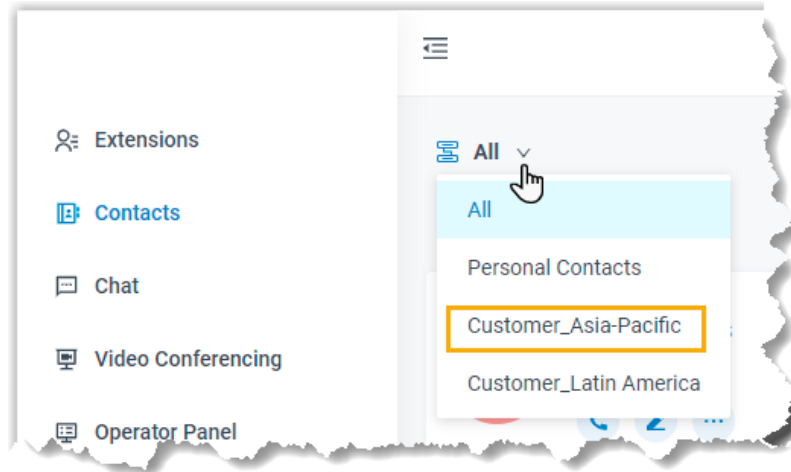 Extensions
Contacts
Chat
Video Conferencing
Operator Panel
All
All
Personal Contacts
Customer_Asia-Pacific
Customer_Latin America